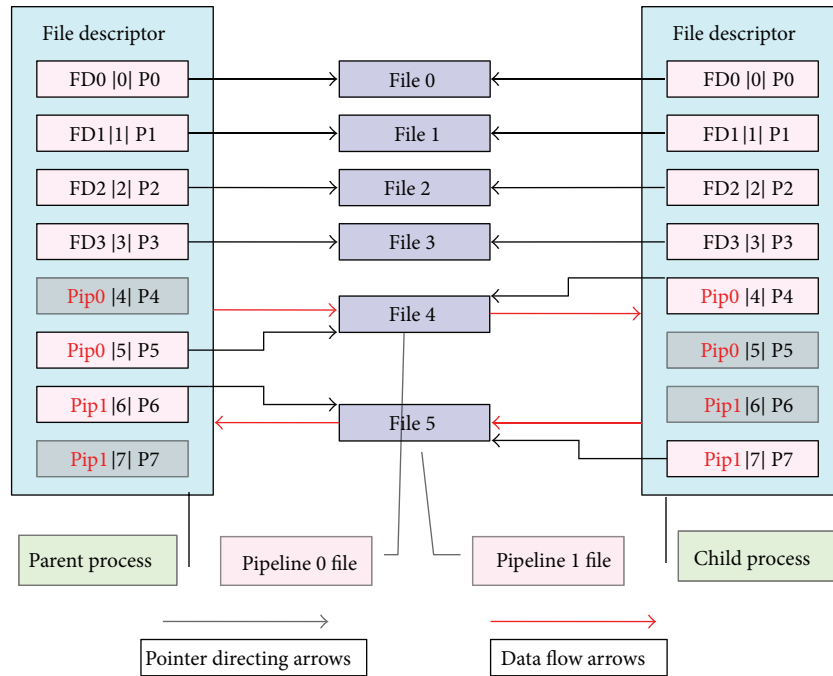 File descriptor
File descriptor
FD0 |0| P0
File 0
FD0 |0| P0
FD1 |1| P1
File 1
FD1 |1| P1
FD2 |2| P2
File 2
FD2 |2| P2
FD3 |3| P3
File 3
FD3 |3| P3
Pip0 |4| P4
File 4
Pip0 |4| P4
Pip0 |5| P5
Pip0 |5| P5
Pip1 |6| P6
File 5
Pip1 |6| P6
Pip1 |7| P7
Pip1 |7| P7
Parent process
Pipeline 0 file
Pipeline 1 file
Child process
Pointer directing arrows
Data flow arrows